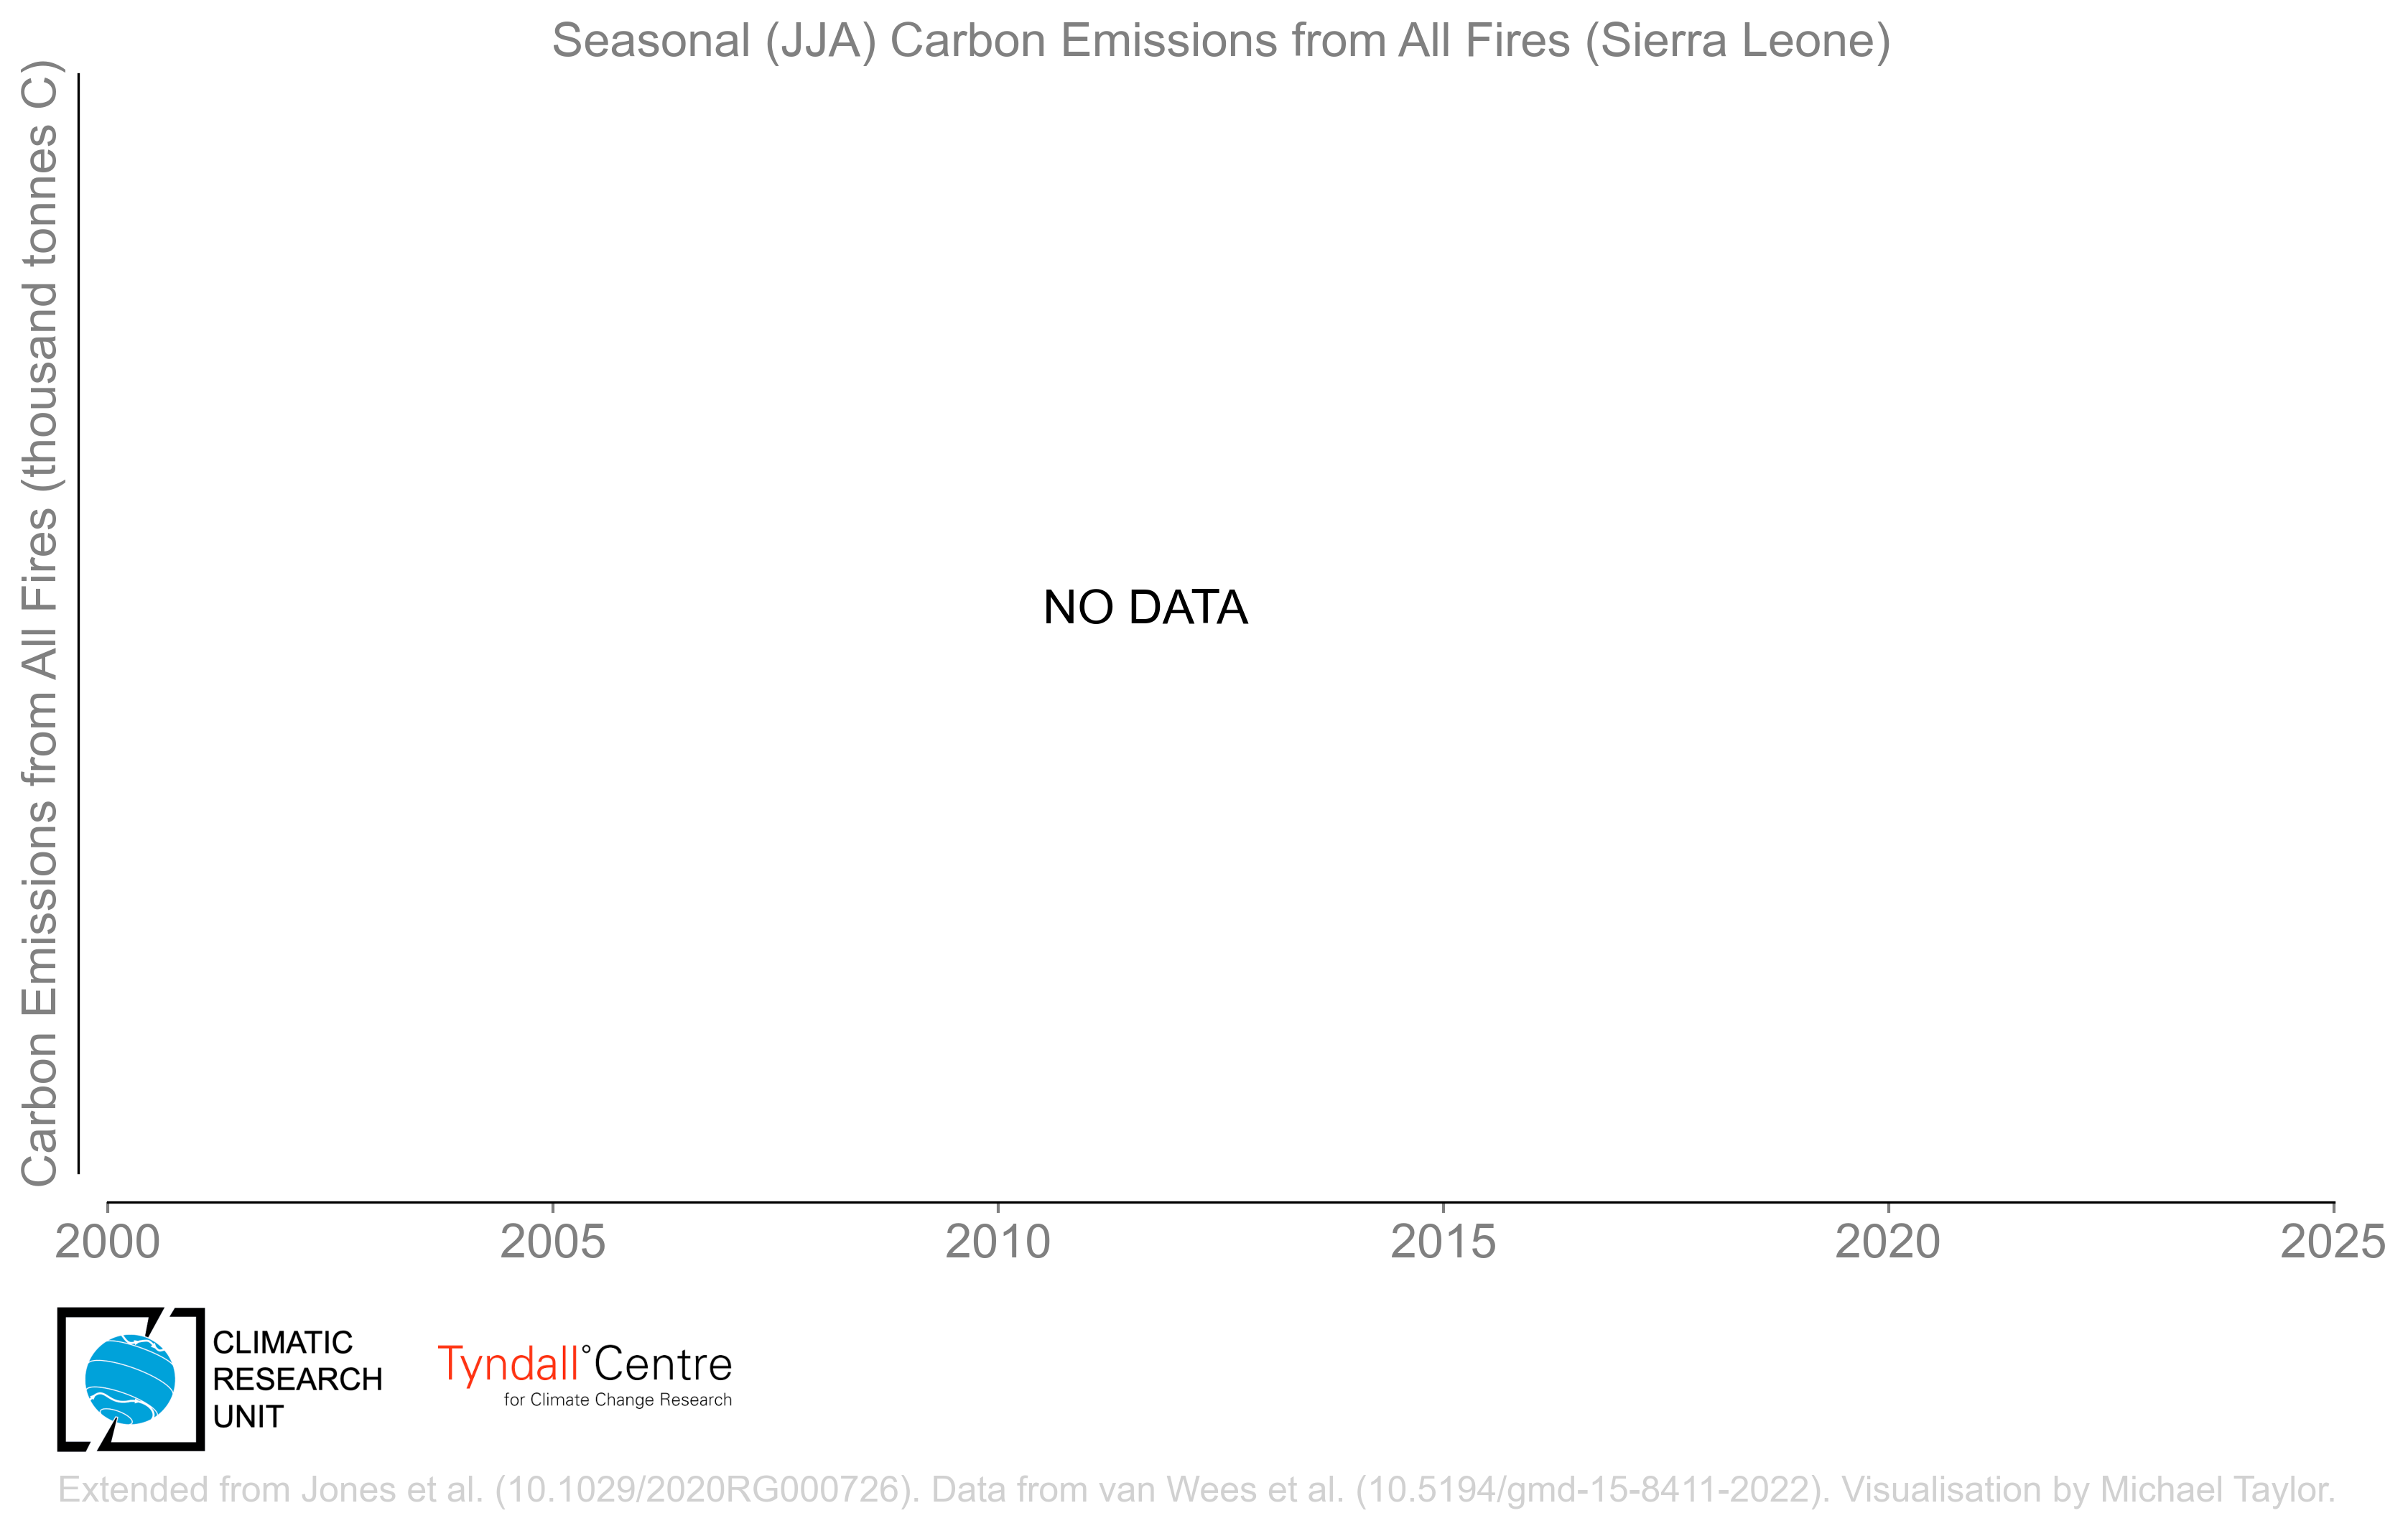 Seasonal (JJA) Carbon Emissions from All Fires (Sierra Leone)
Carbon Emissions from All Fires (thousand tonnes C)
NO DATA
2000 2005 2010 2015 2020 2025
CLIMATIC
RESEARCH
UNIT
Tyndall°Centre
for Climate Change Research
Extended from Jones et al. (10.1029/2020RG000726). Data from van Wees et al. (10.5194/gmd-15-8411-2022). Visualisation by Michael Taylor.